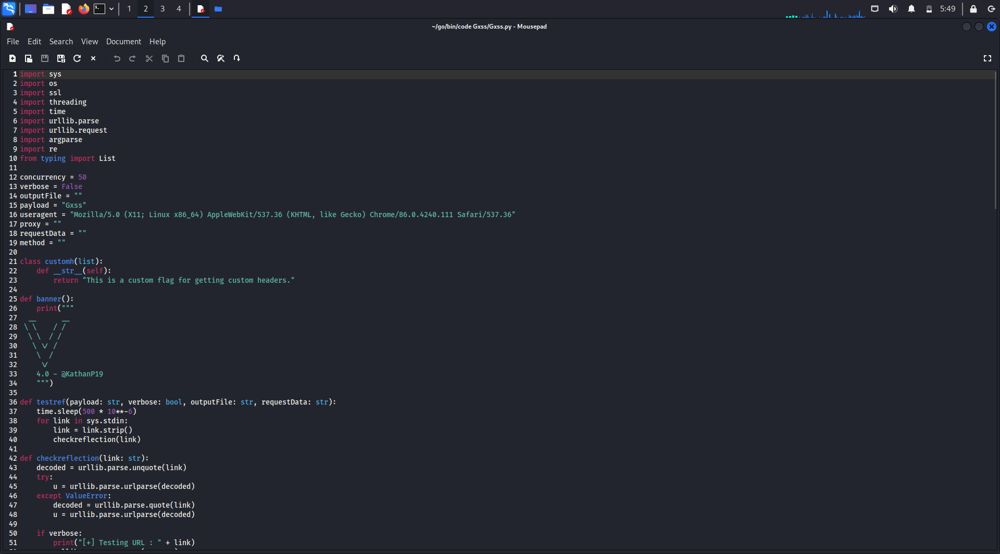 1 2 3 4 5:49
~/go/bin/code Gxss/Gxss.py - Mousepad
File Edit Search View Document Help
1 import sys
2 import os
3 import ssl
4 import threading
5 import time
6 import urllib.parse
7 import urllib.request
8 import argparse
9 import re
10 from typing import List
11
12 concurrency = 50
13 verbose = False
14 outputFile = ""
15 payload = "Gxss"
16 useragent = "Mozilla/5.0 (X11; Linux x86_64) AppleWebKit/537.36 (KHTML, like Gecko) Chrome/86.0.4240.111 Safari/537.36"
17 proxy = ""
18 requestData = ""
19 method = ""
20
21 class customh(list):
22     def __str__(self):
23         return "This is a custom flag for getting custom headers."
24
25 def banner():
26     print("""
27   __      __
28  \ \    / /
29   \ \  / /
30    \ \/ /
31     \  /
32      \/
33     4.0 - @KathanP19
34     """)
35
36 def testref(payload: str, verbose: bool, outputFile: str, requestData: str):
37     time.sleep(500 * 10**-6)
38     for link in sys.stdin:
39         link = link.strip()
40         checkreflection(link)
41
42 def checkreflection(link: str):
43     decoded = urllib.parse.unquote(link)
44     try:
45         u = urllib.parse.urlparse(decoded)
46     except ValueError:
47         decoded = urllib.parse.quote(link)
48         u = urllib.parse.urlparse(decoded)
49
50     if verbose:
51         print("[+] Testing URL : " + link)